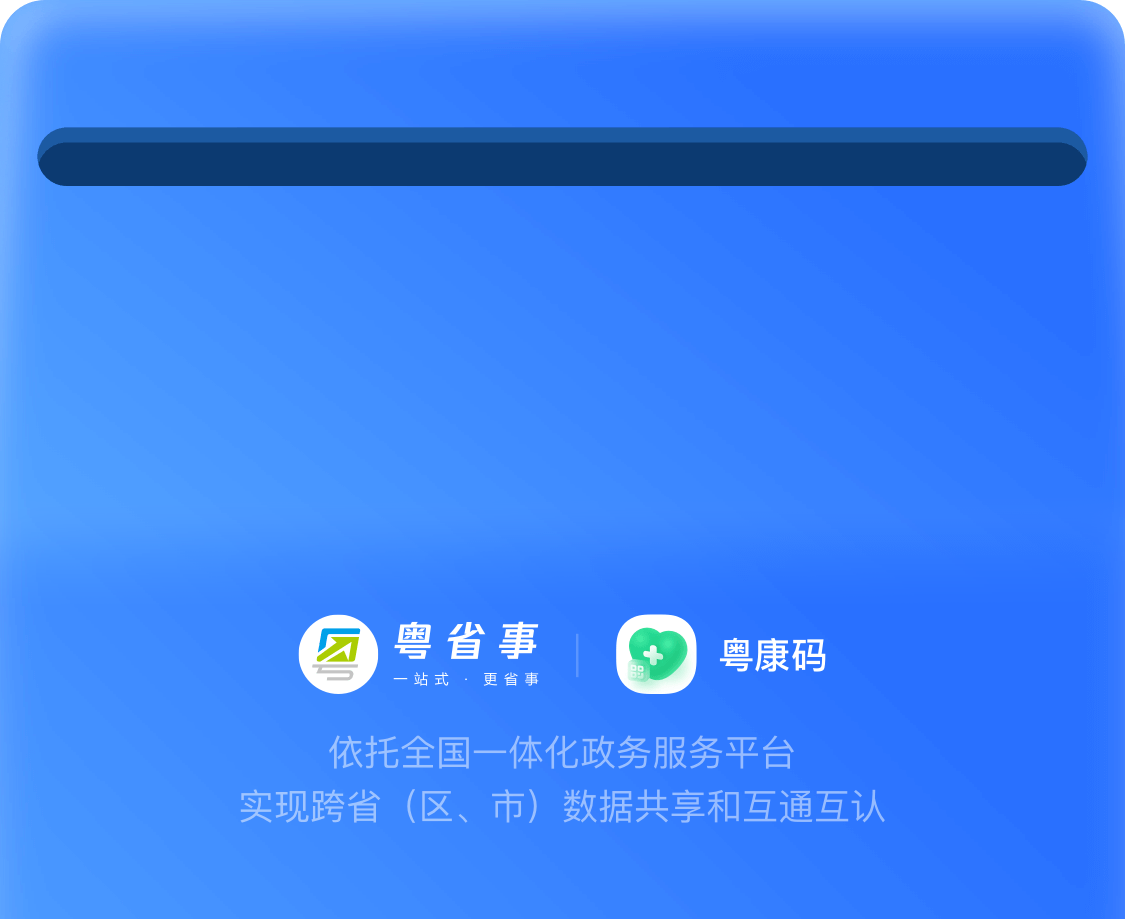 粤省事
一站式 · 更省事
粤康码
依托全国一体化政务服务平台
实现跨省（区、市）数据共享和互通互认